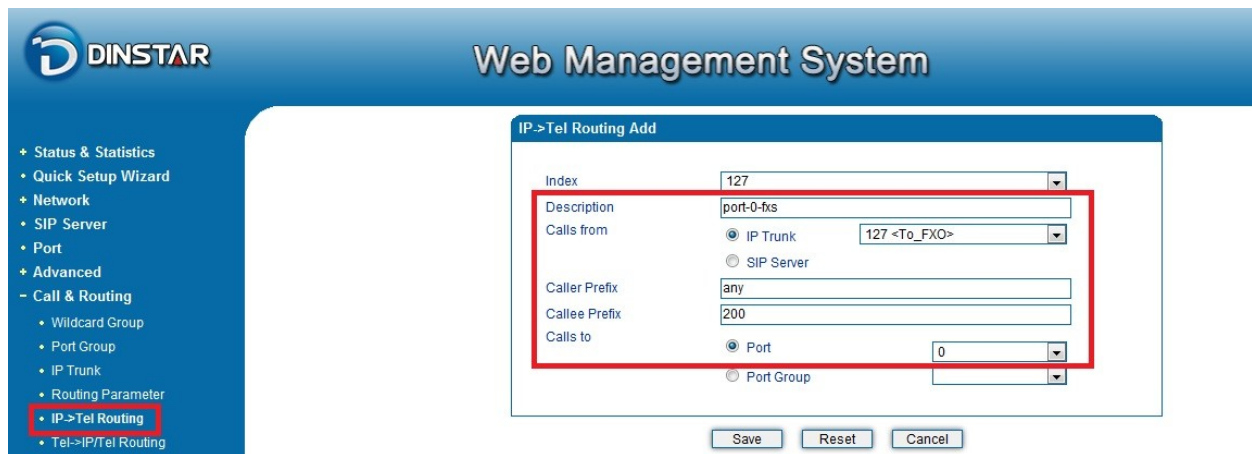 DINSTAR
Web Management System
+ Status & Statistics
• Quick Setup Wizard
+ Network
• SIP Server
• Port
+ Advanced
− Call & Routing
• Wildcard Group
• Port Group
• IP Trunk
• Routing Parameter
• IP->Tel Routing
• Tel->IP/Tel Routing
IP->Tel Routing Add
Index 127
Description port-0-fxs
Calls from IP Trunk 127 <To_FXO>
SIP Server
Caller Prefix any
Callee Prefix 200
Calls to Port 0
Port Group
Save Reset Cancel